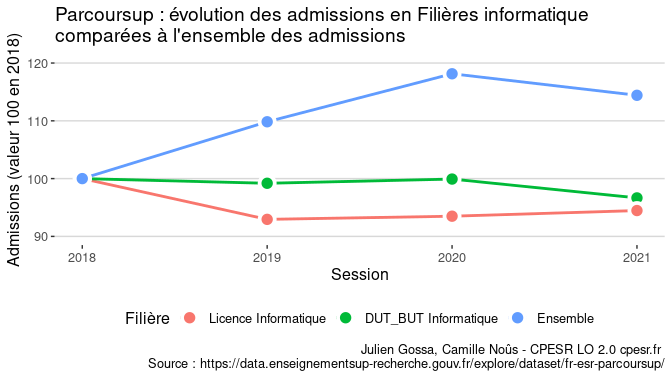 Parcoursup : évolution des admissions en Filières informatique
comparées à l'ensemble des admissions
Admissions (valeur 100 en 2018)
120
110
100
90
2018
2019
2020
2021
Session
Filière
Licence Informatique
DUT_BUT Informatique
Ensemble
Julien Gossa, Camille Noûs - CPESR LO 2.0 cpesr.fr
Source : https://data.enseignementsup-recherche.gouv.fr/explore/dataset/fr-esr-parcoursup/